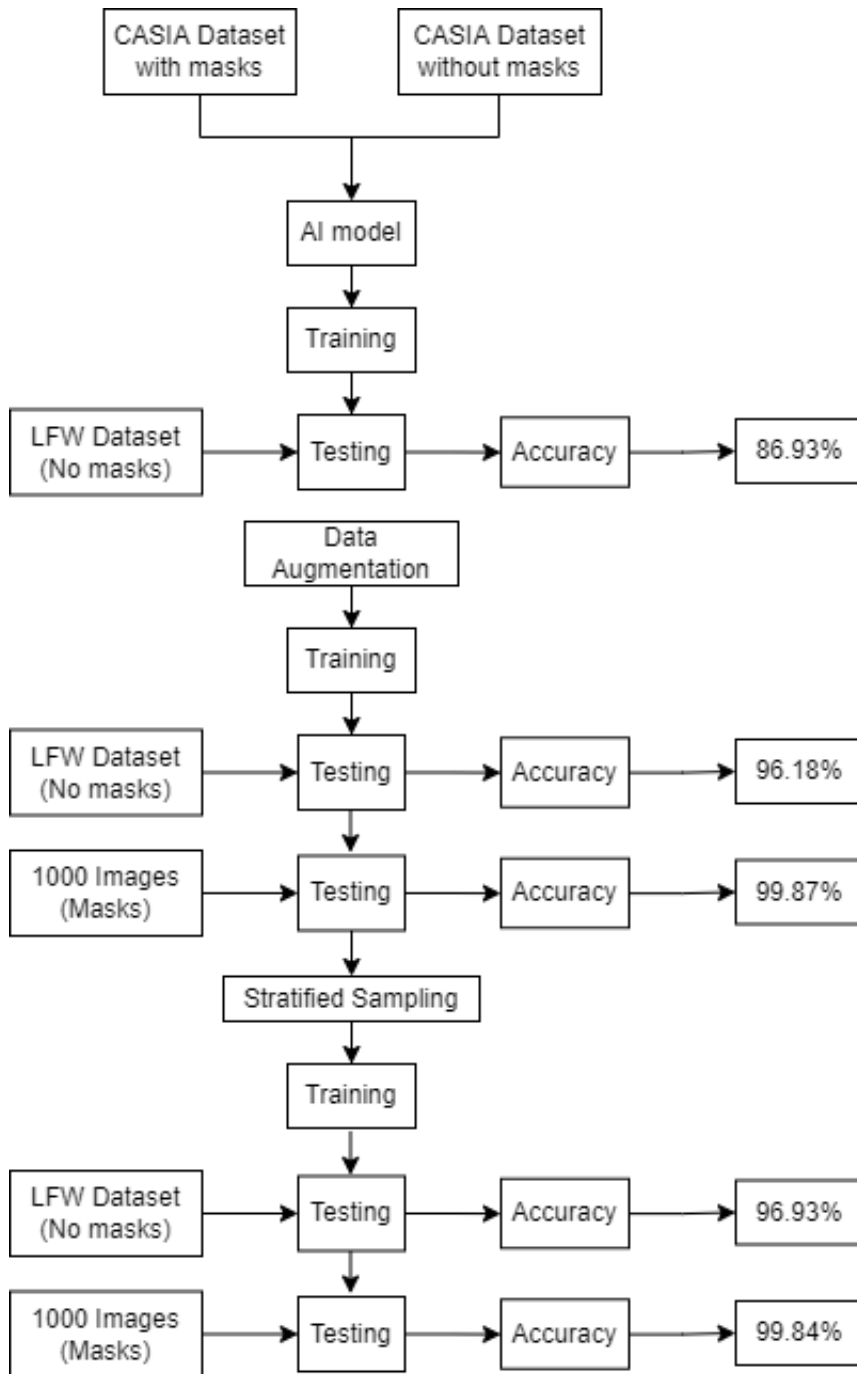 CASIA Dataset
with masks
CASIA Dataset
without masks
AI model
Training
LFW Dataset
(No masks)
Testing
Accuracy
86.93%
Data
Augmentation
Training
LFW Dataset
(No masks)
Testing
Accuracy
96.18%
1000 Images
(Masks)
Testing
Accuracy
99.87%
Stratified Sampling
Training
LFW Dataset
(No masks)
Testing
Accuracy
96.93%
1000 Images
(Masks)
Testing
Accuracy
99.84%